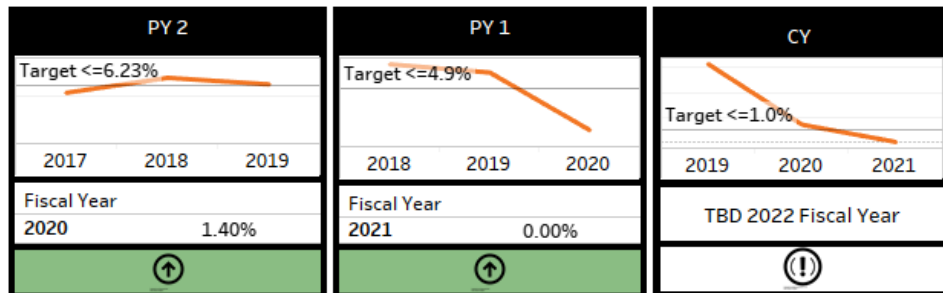 PY 2
Target <=6.23%
2017 2018 2019
Fiscal Year
2020 1.40%
PY 1
Target <=4.9%
2018 2019 2020
Fiscal Year
2021 0.00%
CY
Target <=1.0%
2019 2020 2021
TBD 2022 Fiscal Year